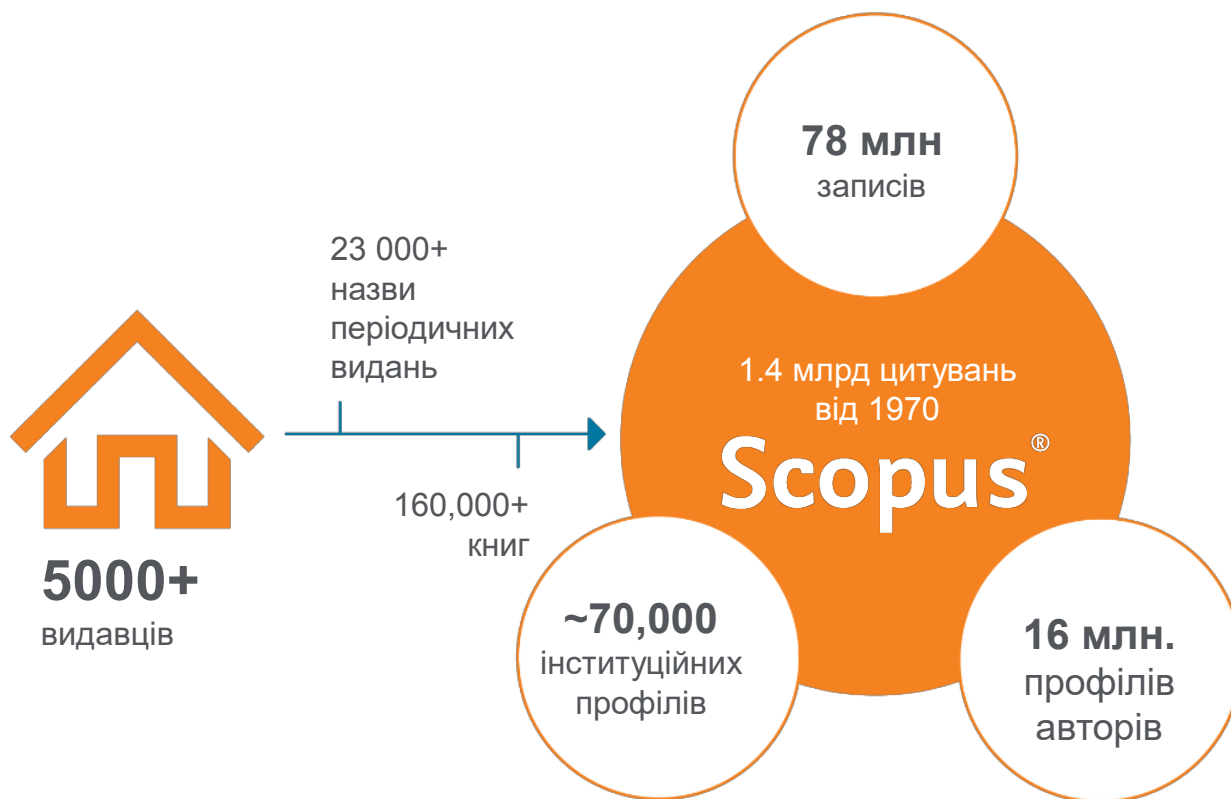 5000+
видавців
23 000+
назви
періодичних
видань
160,000+
книг
78 млн
записів
1.4 млрд цитувань
від 1970
Scopus®
~70,000
інституційних
профілів
16 млн.
профілів
авторів